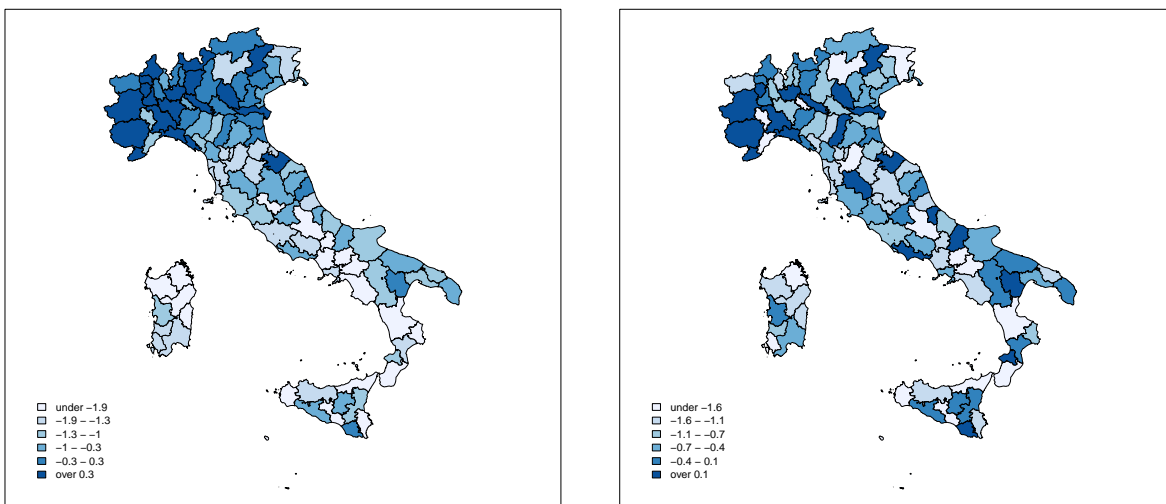 under −1.9
−1.9 − −1.3
−1.3 − −1
−1 − −0.3
−0.3 − 0.3
over 0.3
under −1.6
−1.6 − −1.1
−1.1 − −0.7
−0.7 − −0.4
−0.4 − 0.1
over 0.1